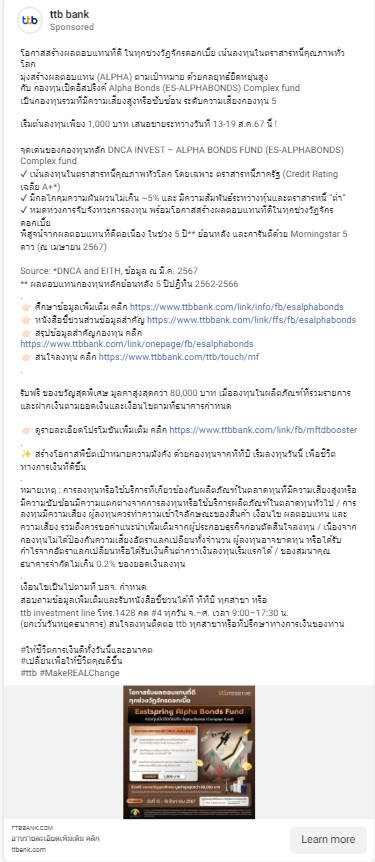 ttb bank
Sponsored
ttb
โอกาสสร้างผลตอบแทนที่ดี ในทุกช่วงวัฏจักรดอกเบี้ย เน้นลงทุนในตราสารหนี้คุณภาพทั่ว
โลก
มุ่งสร้างผลตอบแทน (ALPHA) ตามเป้าหมาย ด้วยกลยุทธ์ยืดหยุ่นสูง
กับ กองทุนเปิดอีสท์สปริงค์ Alpha Bonds (ES-ALPHABONDS) Complex fund
เป็นกองทุนรวมที่มีความเสี่ยงสูงหรือซับซ้อน ระดับความเสี่ยงกองทุน 5
เริ่มต้นลงทุนเพียง 1,000 บาท เสนอขายระหว่างวันที่ 13-19 ส.ค.67 นี้ !
จุดเด่นของกองทุนหลัก DNCA INVEST – ALPHA BONDS FUND (ES-ALPHABONDS)
Complex fund
✓ เน้นลงทุนในตราสารหนี้คุณภาพทั่วโลก โดยเฉพาะ ตราสารหนี้ภาครัฐ (Credit Rating
เฉลี่ย A+*)
✓ มีกลไกคุมความผันผวนไม่เกิน ~5% และ มีความสัมพันธ์ระหว่างหุ้นและตราสารหนี้ "ต่ำ"
✓ หมดห่วงการจับจังหวะการลงทุน พร้อมโอกาสสร้างผลตอบแทนที่ดีในทุกช่วงวัฏจักร
ดอกเบี้ย
พิสูจน์จากผลตอบแทนที่ดีต่อเนื่อง ในช่วง 5 ปี** ย้อนหลัง และการันตีด้วย Morningstar 5
ดาว (ณ เมษายน 2567)
Source: *DNCA and EITH, ข้อมูล ณ มี.ค. 2567
** ผลตอบแทนกองทุนหลักย้อนหลัง 5 ปีปฏิทิน 2562-2566
.
👉🏻 ศึกษาข้อมูลเพิ่มเติม คลิก https://www.ttbbank.com/link/info/fb/esalphabonds
👉🏻 หนังสือชี้ชวนส่วนข้อมูลสำคัญ https://www.ttbbank.com/link/ffs/fb/esalphabonds
👉🏻 สรุปข้อมูลสำคัญกองทุน คลิก
https://www.ttbbank.com/link/onepage/fb/esalphabonds
👉🏻 สนใจลงทุน คลิก https://www.ttbbank.com/ttb/touch/mf
.
รับฟรี ของขวัญสุดพิเศษ มูลค่าสูงสุดกว่า 80,000 บาท เมื่อลงทุนในผลิตภัณฑ์ที่ร่วมรายการ
และฝากเงินตามยอดเงินและเงื่อนไขตามที่ธนาคารกำหนด
👉🏻 ดูรายละเอียดโปรโมชันเพิ่มเติม คลิก https://www.ttbbank.com/link/fb/mftdbooster
.
✨ สร้างโอกาสพิชิตเป้าหมายความมั่งคั่ง ด้วยกองทุนจากทีทีบี เริ่มลงทุนวันนี้ เพื่อชีวิต
ทางการเงินที่ดีขึ้น
.
หมายเหตุ : การลงทุนหรือใช้บริการที่เกี่ยวข้องกับผลิตภัณฑ์ในตลาดทุนที่มีความเสี่ยงสูงหรือ
มีความซับซ้อนมีความแตกต่างจากการลงทุนหรือใช้บริการผลิตภัณฑ์ในตลาดทุนทั่วไป / การ
ลงทุนมีความเสี่ยง ผู้ลงทุนควรทำความเข้าใจลักษณะของสินค้า เงื่อนไข ผลตอบแทน และ
ความเสี่ยง รวมถึงควรขอคำแนะนำเพิ่มเติมจากผู้ประกอบธุรกิจก่อนตัดสินใจลงทุน / เนื่องจาก
กองทุนไม่ได้ป้องกันความเสี่ยงอัตราแลกเปลี่ยนทั้งจำนวน ผู้ลงทุนอาจขาดทุน หรือได้รับ
กำไรจากอัตราแลกเปลี่ยนหรือได้รับเงินคืนต่ำกว่าเงินลงทุนเริ่มแรกได้ / ของสมนาคุณ
ธนาคารจำกัดไม่เกิน 0.2% ของยอดเงินลงทุน
.
เงื่อนไขเป็นไปตามที่ บลจ. กำหนด
สอบถามข้อมูลเพิ่มเติมและรับหนังสือชี้ชวนได้ที่ ทีทีบี ทุกสาขา หรือ
ttb investment line โทร.1428 กด #4 ทุกวัน จ.–ศ. เวลา 9:00–17:30 น.
(ยกเว้นวันหยุดธนาคาร) สนใจลงทุนติดต่อ ttb ทุกสาขาหรือที่ปรึกษาทางการเงินของท่าน
#ให้ชีวิตการเงินดีทั้งวันนี้และอนาคต
#เปลี่ยนเพื่อให้ชีวิตคุณดีขึ้น
#ttb #MakeREALChange
โอกาสรับผลตอบแทนที่ดี
ทุกช่วงวัฏจักรดอกเบี้ย
ttbreserve
Eastspring Alpha Bonds Fund
1,000 บาท
TTBBANK.COM
อ่านรายละเอียดเพิ่มเติม คลิก
ttbbank.com
Learn more